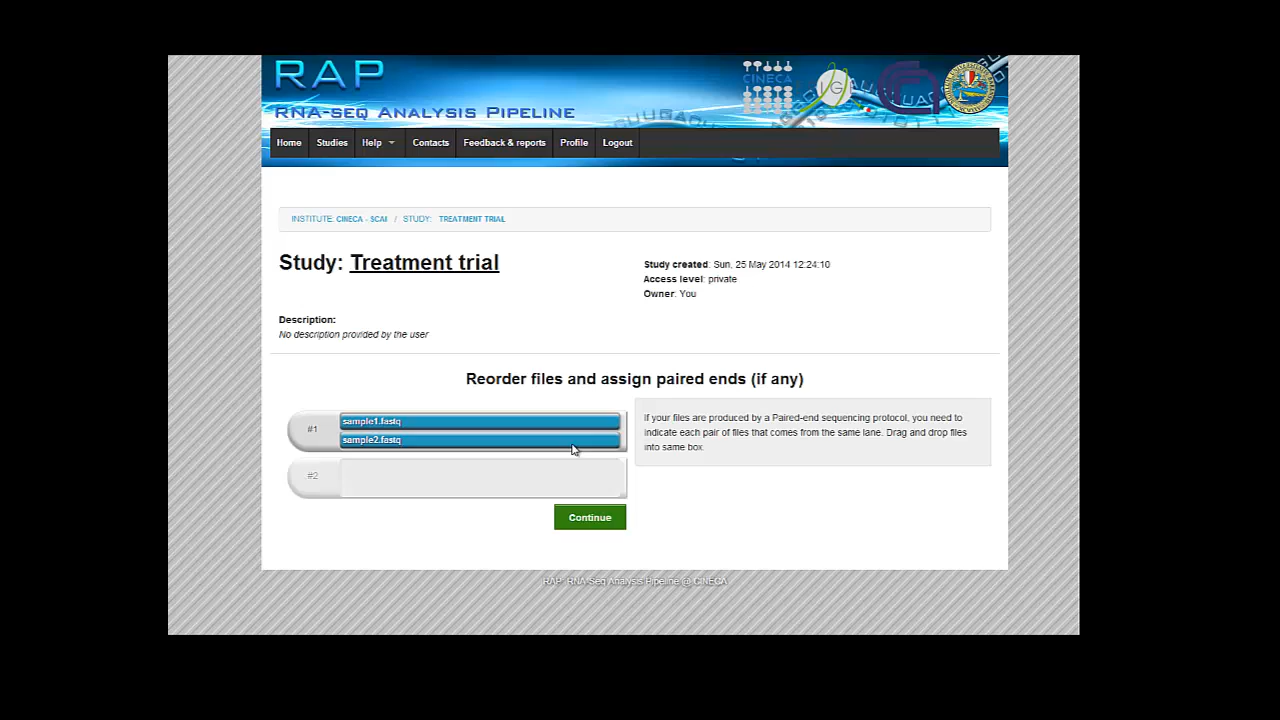 RAP
RNA-SEQ ANALYSIS PIPELINE
CINECA
Home Studies Help Contacts Feedback & reports Profile Logout
INSTITUTE: CINECA - SCAI / STUDY: TREATMENT TRIAL
Study: Treatment trial
Study created: Sun, 25 May 2014 12:24:10
Access level: private
Owner: You
Description:
No description provided by the user
Reorder files and assign paired ends (if any)
#1
sample1.fastq
sample2.fastq
#2
If your files are produced by a Paired-end sequencing protocol, you need to
indicate each pair of files that comes from the same lane. Drag and drop files
into same box.
Continue
RAP: RNA-Seq Analysis Pipeline @ CINECA